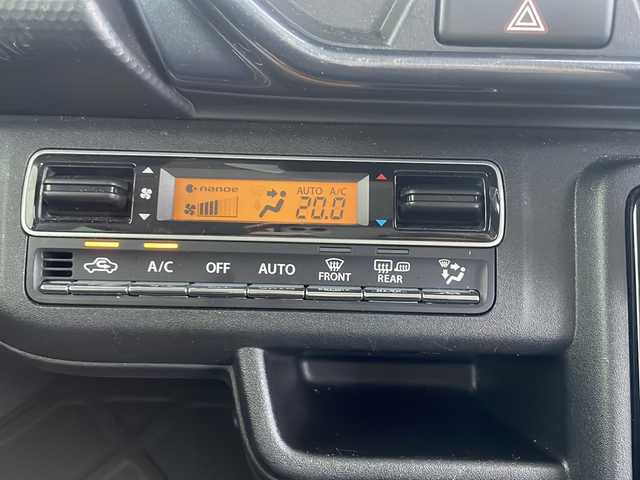 nanoe AUTO A/C
20.0
A/C OFF AUTO FRONT REAR